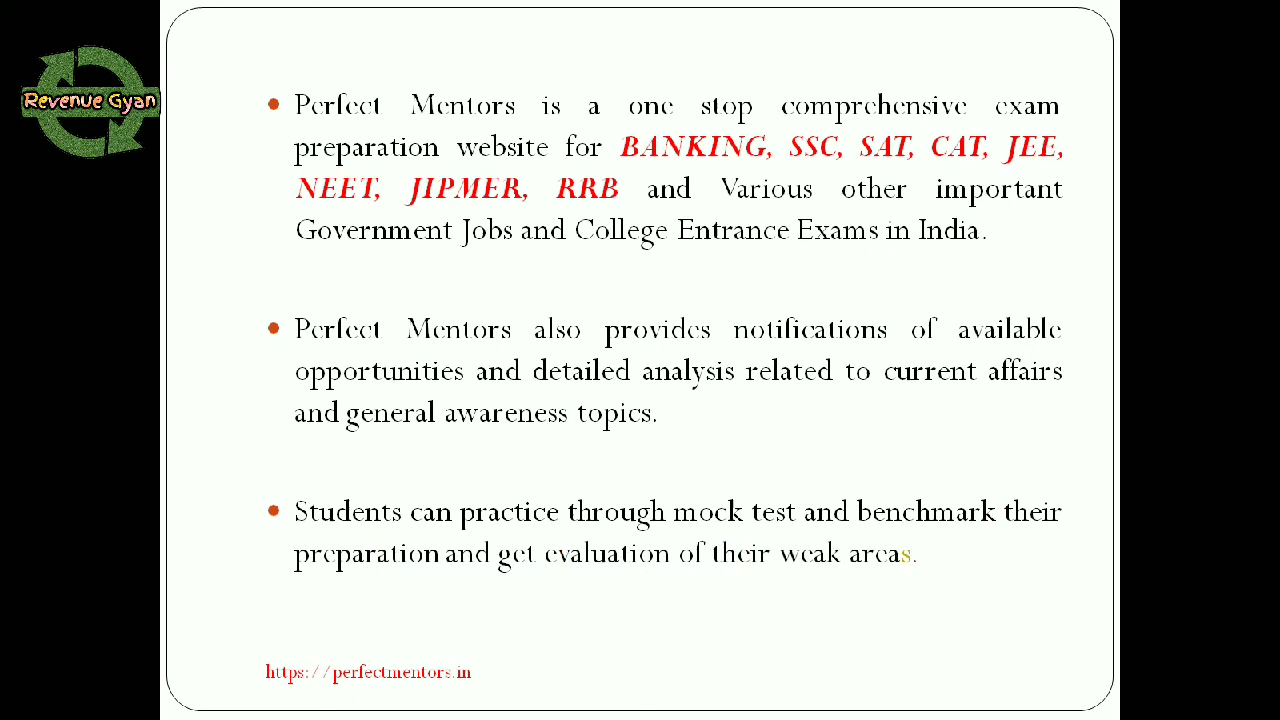 Revenue Gyan
Perfect Mentors is a one stop comprehensive exam
preparation website for BANKING, SSC, SAT, CAT, JEE,
NEET, JIPMER, RRB and Various other important
Government Jobs and College Entrance Exams in India.
Perfect Mentors also provides notifications of available
opportunities and detailed analysis related to current affairs
and general awareness topics.
Students can practice through mock test and benchmark their
preparation and get evaluation of their weak areas.
https://perfectmentors.in